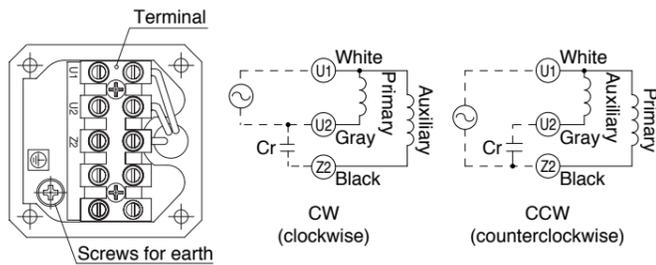 Terminal
U1
U2
Z2
Screws for earth
U1
White
Primary
Auxiliary
U2
Gray
Cr
Z2
Black
CW
(clockwise)
U1
White
Auxiliary
Primary
U2
Gray
Cr
Z2
Black
CCW
(counterclockwise)